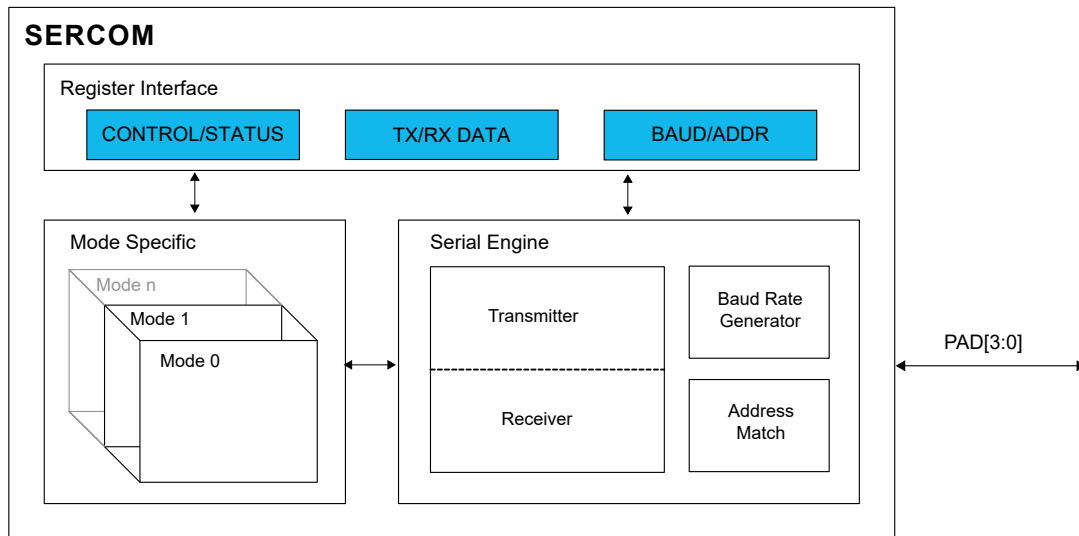 SERCOM
Register Interface
CONTROL/STATUS
TX/RX DATA
BAUD/ADDR
Mode Specific
Mode n
Mode 1
Mode 0
Serial Engine
Transmitter
Receiver
Baud Rate
Generator
Address
Match
PAD[3:0]